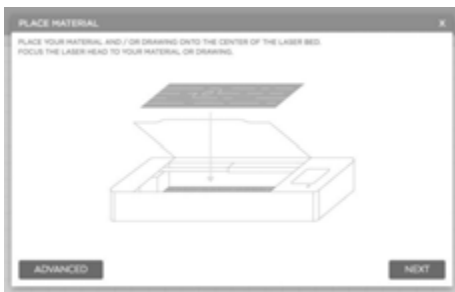 PLACE MATERIAL X
PLACE YOUR MATERIAL AND / OR DRAWING ONTO THE CENTER OF THE LASER BED.
FOCUS THE LASER HEAD TO YOUR MATERIAL OR DRAWING.
ADVANCED NEXT